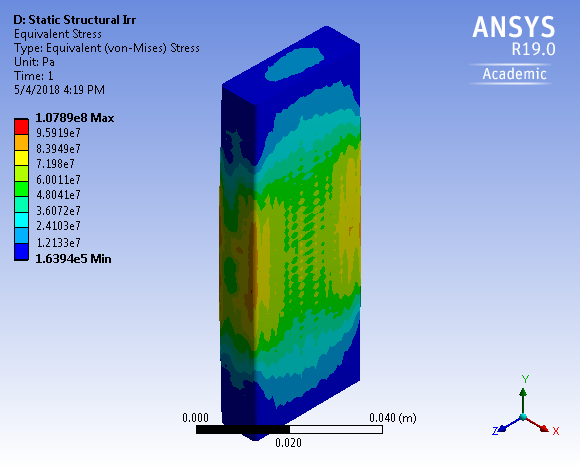 D: Static Structural Irr
Equivalent Stress
Type: Equivalent (von-Mises) Stress
Unit: Pa
Time: 1
5/4/2018 4:19 PM
ANSYS
R19.0
Academic
1.0789e8 Max
9.5919e7
8.3949e7
7.198e7
6.0011e7
4.8041e7
3.6072e7
2.4103e7
1.2133e7
1.6394e5 Min
0.000
0.040 (m)
0.020
Y
Z
X